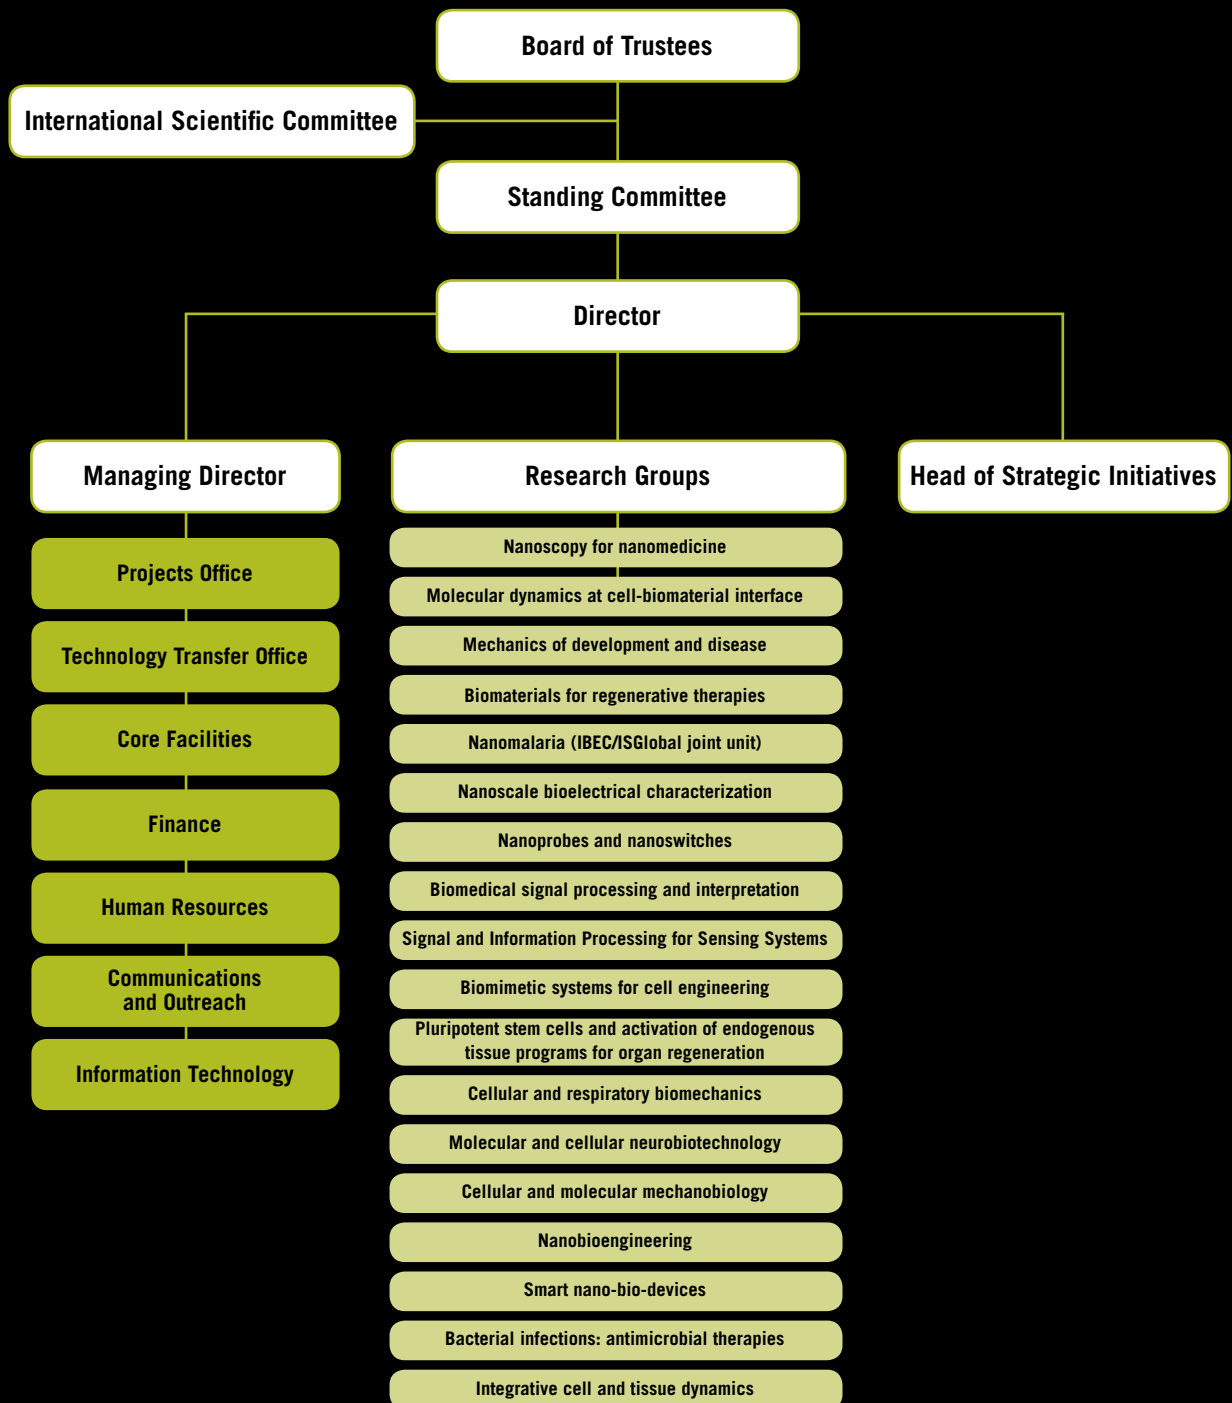 Board of Trustees
International Scientific Committee
Standing Committee
Director
Managing Director
Research Groups
Head of Strategic Initiatives
Projects Office
Technology Transfer Office
Core Facilities
Finance
Human Resources
Communications
and Outreach
Information Technology
Nanoscopy for nanomedicine
Molecular dynamics at cell-biomaterial interface
Mechanics of development and disease
Biomaterials for regenerative therapies
Nanomalaria (IBEC/ISGlobal joint unit)
Nanoscale bioelectrical characterization
Nanoprobes and nanoswitches
Biomedical signal processing and interpretation
Signal and Information Processing for Sensing Systems
Biomimetic systems for cell engineering
Pluripotent stem cells and activation of endogenous
tissue programs for organ regeneration
Cellular and respiratory biomechanics
Molecular and cellular neurobiotechnology
Cellular and molecular mechanobiology
Nanobioengineering
Smart nano-bio-devices
Bacterial infections: antimicrobial therapies
Integrative cell and tissue dynamics